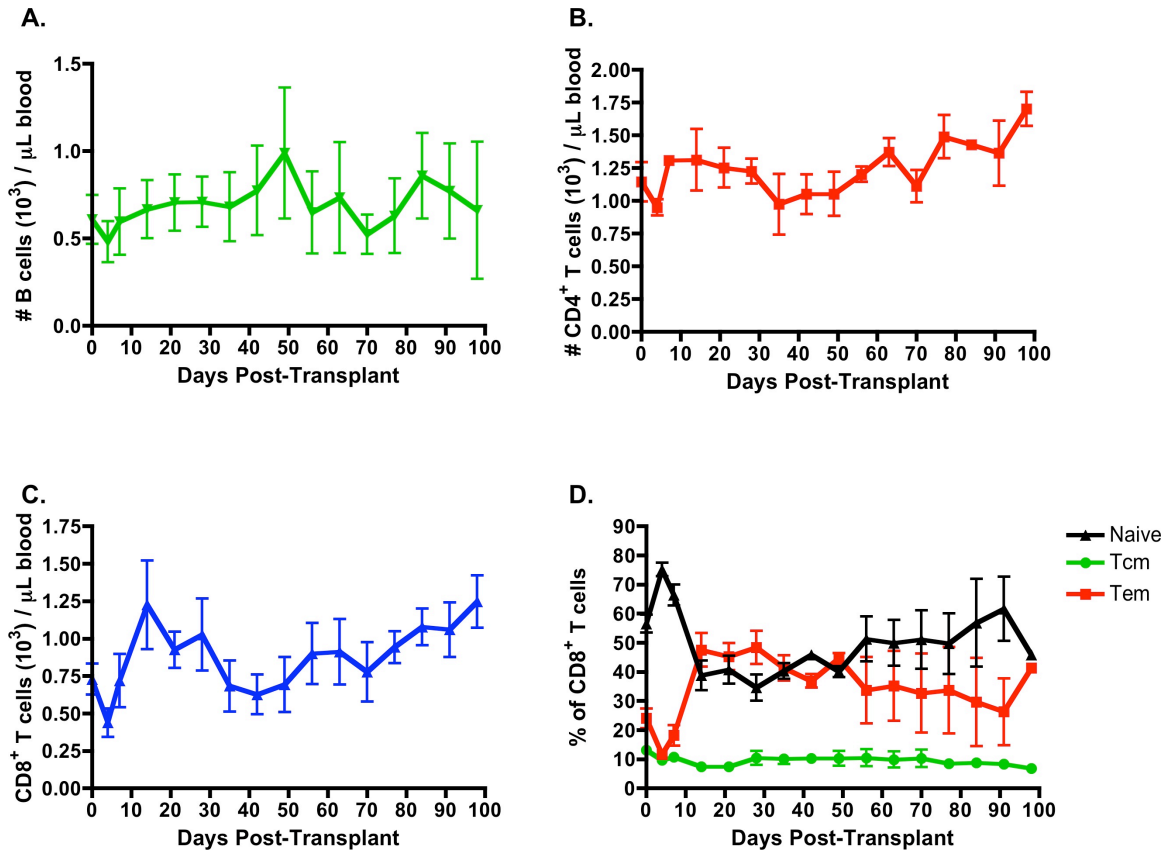 A.
# B cells (10³) / μL blood
1.5
1.0
0.5
0.0
0 10 20 30 40 50 60 70 80 90 100
Days Post-Transplant
B.
# CD4⁺ T cells (10³) / μL blood
2.00
1.75
1.50
1.25
1.00
0.75
0.50
0.25
0.00
0 10 20 30 40 50 60 70 80 90 100
Days Post-Transplant
C.
CD8⁺ T cells (10³) / μL blood
1.75
1.50
1.25
1.00
0.75
0.50
0.25
0.00
0 10 20 30 40 50 60 70 80 90 100
Days Post-Transplant
D.
% of CD8⁺ T cells
90
80
70
60
50
40
30
20
10
0
0 10 20 30 40 50 60 70 80 90 100
Days Post-Transplant
Naive
Tcm
Tem